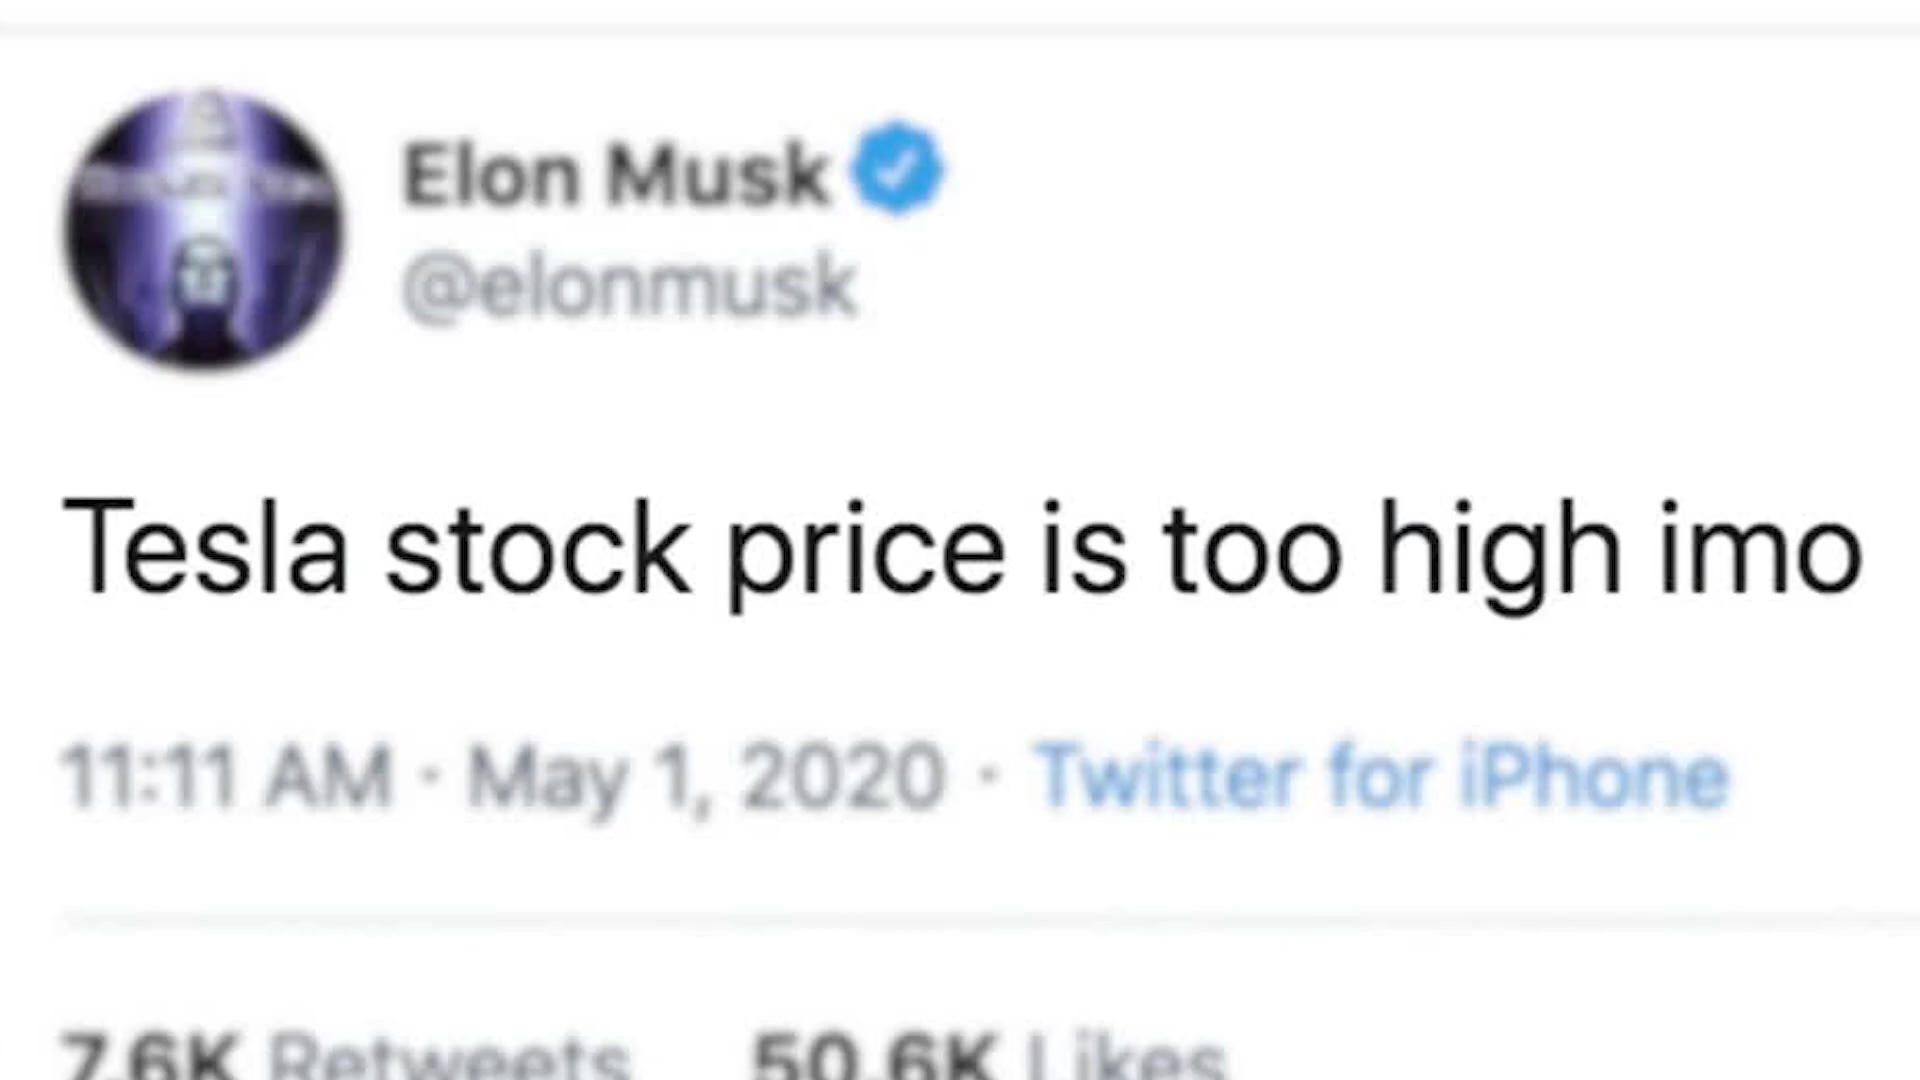 Elon Musk
@elonmusk
Tesla stock price is too high imo
11:11 AM · May 1, 2020 · Twitter for iPhone
7.6K Retweets 50.6K Likes